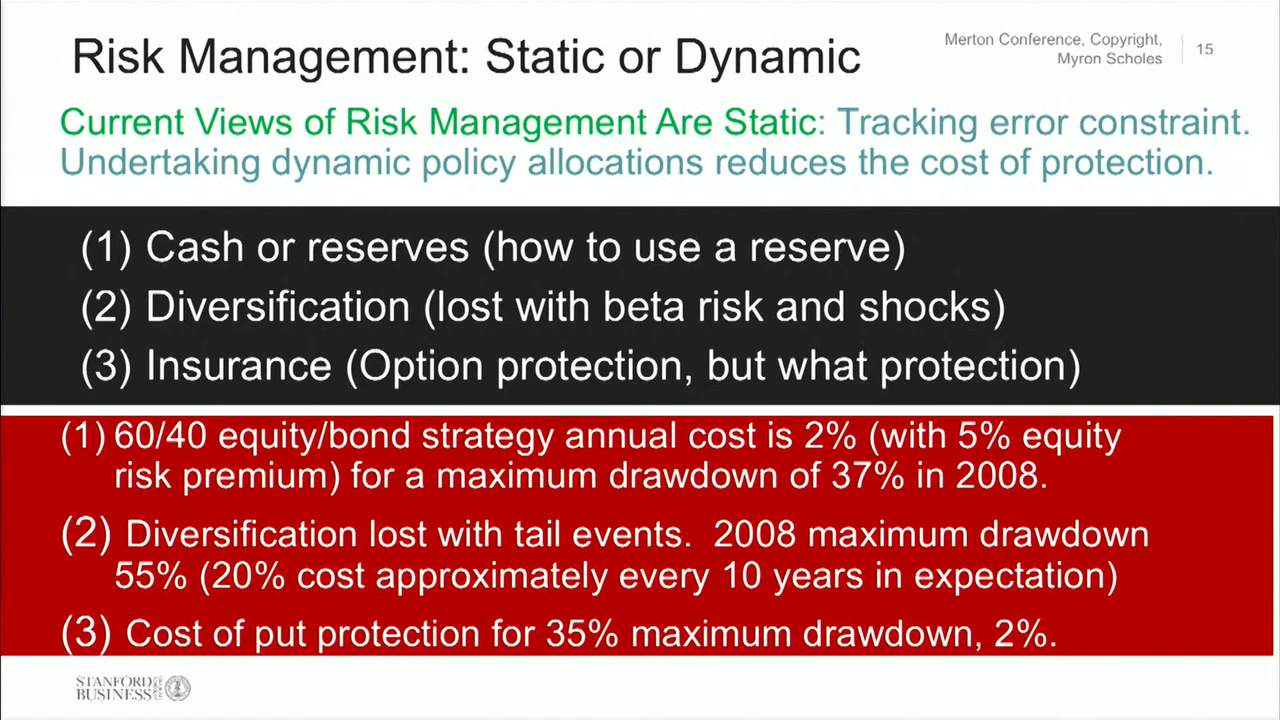 Risk Management: Static or Dynamic
Merton Conference, Copyright,
Myron Scholes
15
Current Views of Risk Management Are Static: Tracking error constraint.
Undertaking dynamic policy allocations reduces the cost of protection.
(1) Cash or reserves (how to use a reserve)
(2) Diversification (lost with beta risk and shocks)
(3) Insurance (Option protection, but what protection)
(1) 60/40 equity/bond strategy annual cost is 2% (with 5% equity
risk premium) for a maximum drawdown of 37% in 2008.
(2) Diversification lost with tail events. 2008 maximum drawdown
55% (20% cost approximately every 10 years in expectation)
(3) Cost of put protection for 35% maximum drawdown, 2%.
STANFORD
BUSINESS